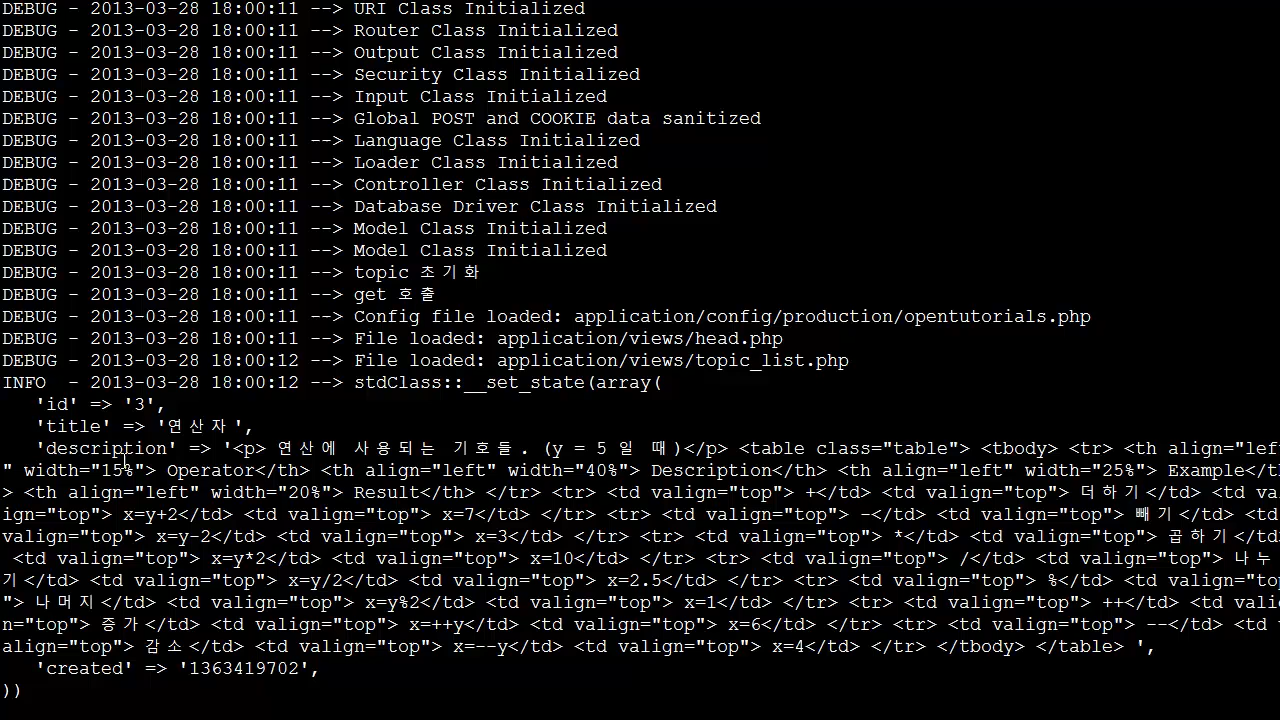 DEBUG - 2013-03-28 18:00:11 --> URI Class Initialized
DEBUG - 2013-03-28 18:00:11 --> Router Class Initialized
DEBUG - 2013-03-28 18:00:11 --> Output Class Initialized
DEBUG - 2013-03-28 18:00:11 --> Security Class Initialized
DEBUG - 2013-03-28 18:00:11 --> Input Class Initialized
DEBUG - 2013-03-28 18:00:11 --> Global POST and COOKIE data sanitized
DEBUG - 2013-03-28 18:00:11 --> Language Class Initialized
DEBUG - 2013-03-28 18:00:11 --> Loader Class Initialized
DEBUG - 2013-03-28 18:00:11 --> Controller Class Initialized
DEBUG - 2013-03-28 18:00:11 --> Database Driver Class Initialized
DEBUG - 2013-03-28 18:00:11 --> Model Class Initialized
DEBUG - 2013-03-28 18:00:11 --> Model Class Initialized
DEBUG - 2013-03-28 18:00:11 --> topic 초기화
DEBUG - 2013-03-28 18:00:11 --> get 호출
DEBUG - 2013-03-28 18:00:11 --> Config file loaded: application/config/production/opentutorials.php
DEBUG - 2013-03-28 18:00:11 --> File loaded: application/views/head.php
DEBUG - 2013-03-28 18:00:12 --> File loaded: application/views/topic_list.php
INFO  - 2013-03-28 18:00:12 --> stdClass::__set_state(array(
   'id' => '3',
   'title' => '연산자',
   'description' => '<p> 연산에 사용되는 기호들. (y = 5 일 때)</p> <table class="table"> <tbody> <tr> <th align="lef
" width="15%"> Operator</th> <th align="left" width="40%"> Description</th> <th align="left" width="25%"> Example</t
> <th align="left" width="20%"> Result</th> </tr> <tr> <td valign="top"> +</td> <td valign="top"> 더하기</td> <td va
ign="top"> x=y+2</td> <td valign="top"> x=7</td> </tr> <tr> <td valign="top"> -</td> <td valign="top"> 빼기</td> <td
valign="top"> x=y-2</td> <td valign="top"> x=3</td> </tr> <tr> <td valign="top"> *</td> <td valign="top"> 곱하기</td>
 <td valign="top"> x=y*2</td> <td valign="top"> x=10</td> </tr> <tr> <td valign="top"> /</td> <td valign="top"> 나누
기</td> <td valign="top"> x=y/2</td> <td valign="top"> x=2.5</td> </tr> <tr> <td valign="top"> %</td> <td valign="top
"> 나머지</td> <td valign="top"> x=y%2</td> <td valign="top"> x=1</td> </tr> <tr> <td valign="top"> ++</td> <td vali
n="top"> 증가</td> <td valign="top"> x=++y</td> <td valign="top"> x=6</td> </tr> <tr> <td valign="top"> --</td> <td
align="top"> 감소</td> <td valign="top"> x=--y</td> <td valign="top"> x=4</td> </tr> </tbody> </table> ',
   'created' => '1363419702',
))